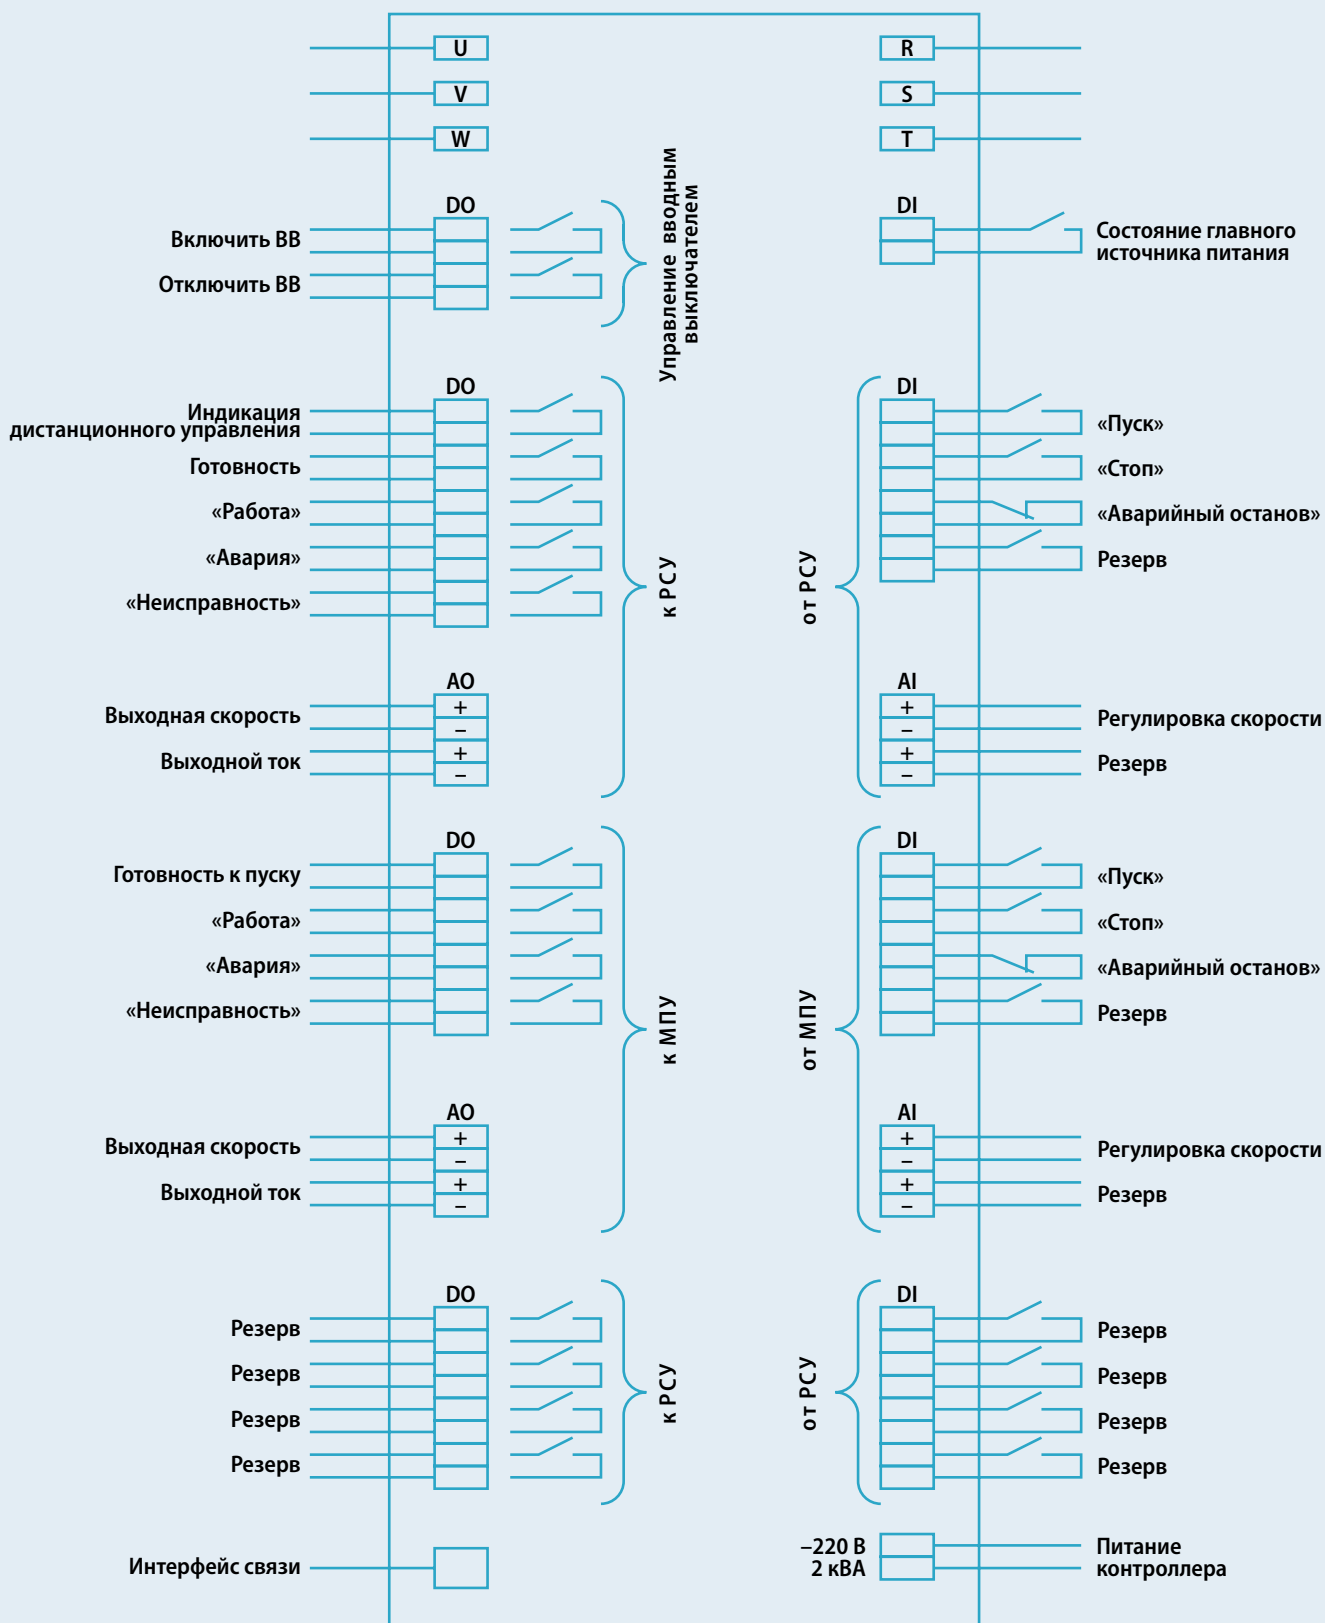 U
R
V
S
W
T
Управление вводным
выключателем
DO
Включить ВВ
Отключить ВВ
DI
Состояние главного
источника питания
DO
Индикация
дистанционного управления
Готовность
«Работа»
«Авария»
«Неисправность»
к РСУ
AO
Выходная скорость
+
–
Выходной ток
+
–
от РСУ
DI
«Пуск»
«Стоп»
«Аварийный останов»
Резерв
AI
+
–
Регулировка скорости
+
–
Резерв
DO
Готовность к пуску
«Работа»
«Авария»
«Неисправность»
к МПУ
AO
Выходная скорость
+
–
Выходной ток
+
–
от МПУ
DI
«Пуск»
«Стоп»
«Аварийный останов»
Резерв
AI
+
–
Регулировка скорости
+
–
Резерв
DO
Резерв
Резерв
Резерв
Резерв
к РСУ
от РСУ
DI
Резерв
Резерв
Резерв
Резерв
Интерфейс связи
–220 В
2 кВА
Питание
контроллера